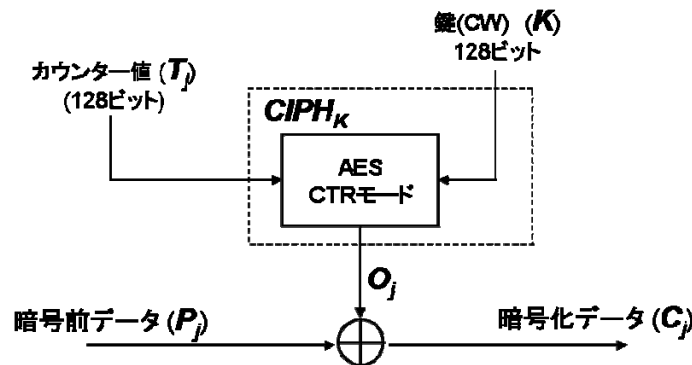 鍵(CW) (K)
128ビット
カウンター値 (Tj)
(128ビット)
CIPHK
AES
CTRモード
Oj
暗号前データ (Pj)
暗号化データ (Cj)